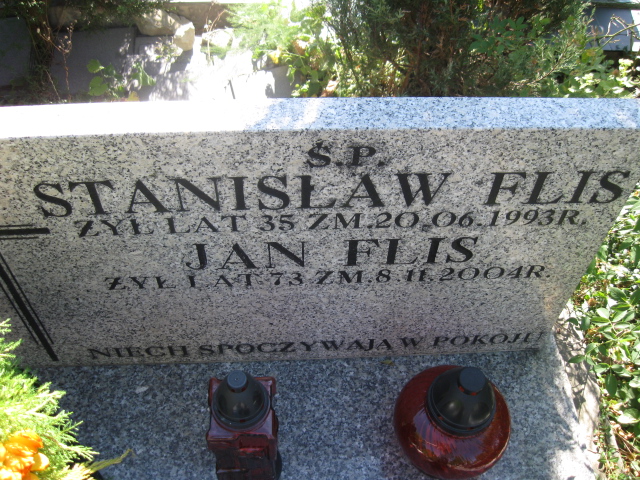 Ś.P.
STANISŁAW FLIS
ŻYŁ LAT 35 ZM.20.06.1993R.
JAN FLIS
ŻYŁ LAT 73 ZM.8.11.2004R.
NIECH SPOCZYWAJĄ W POKOJU